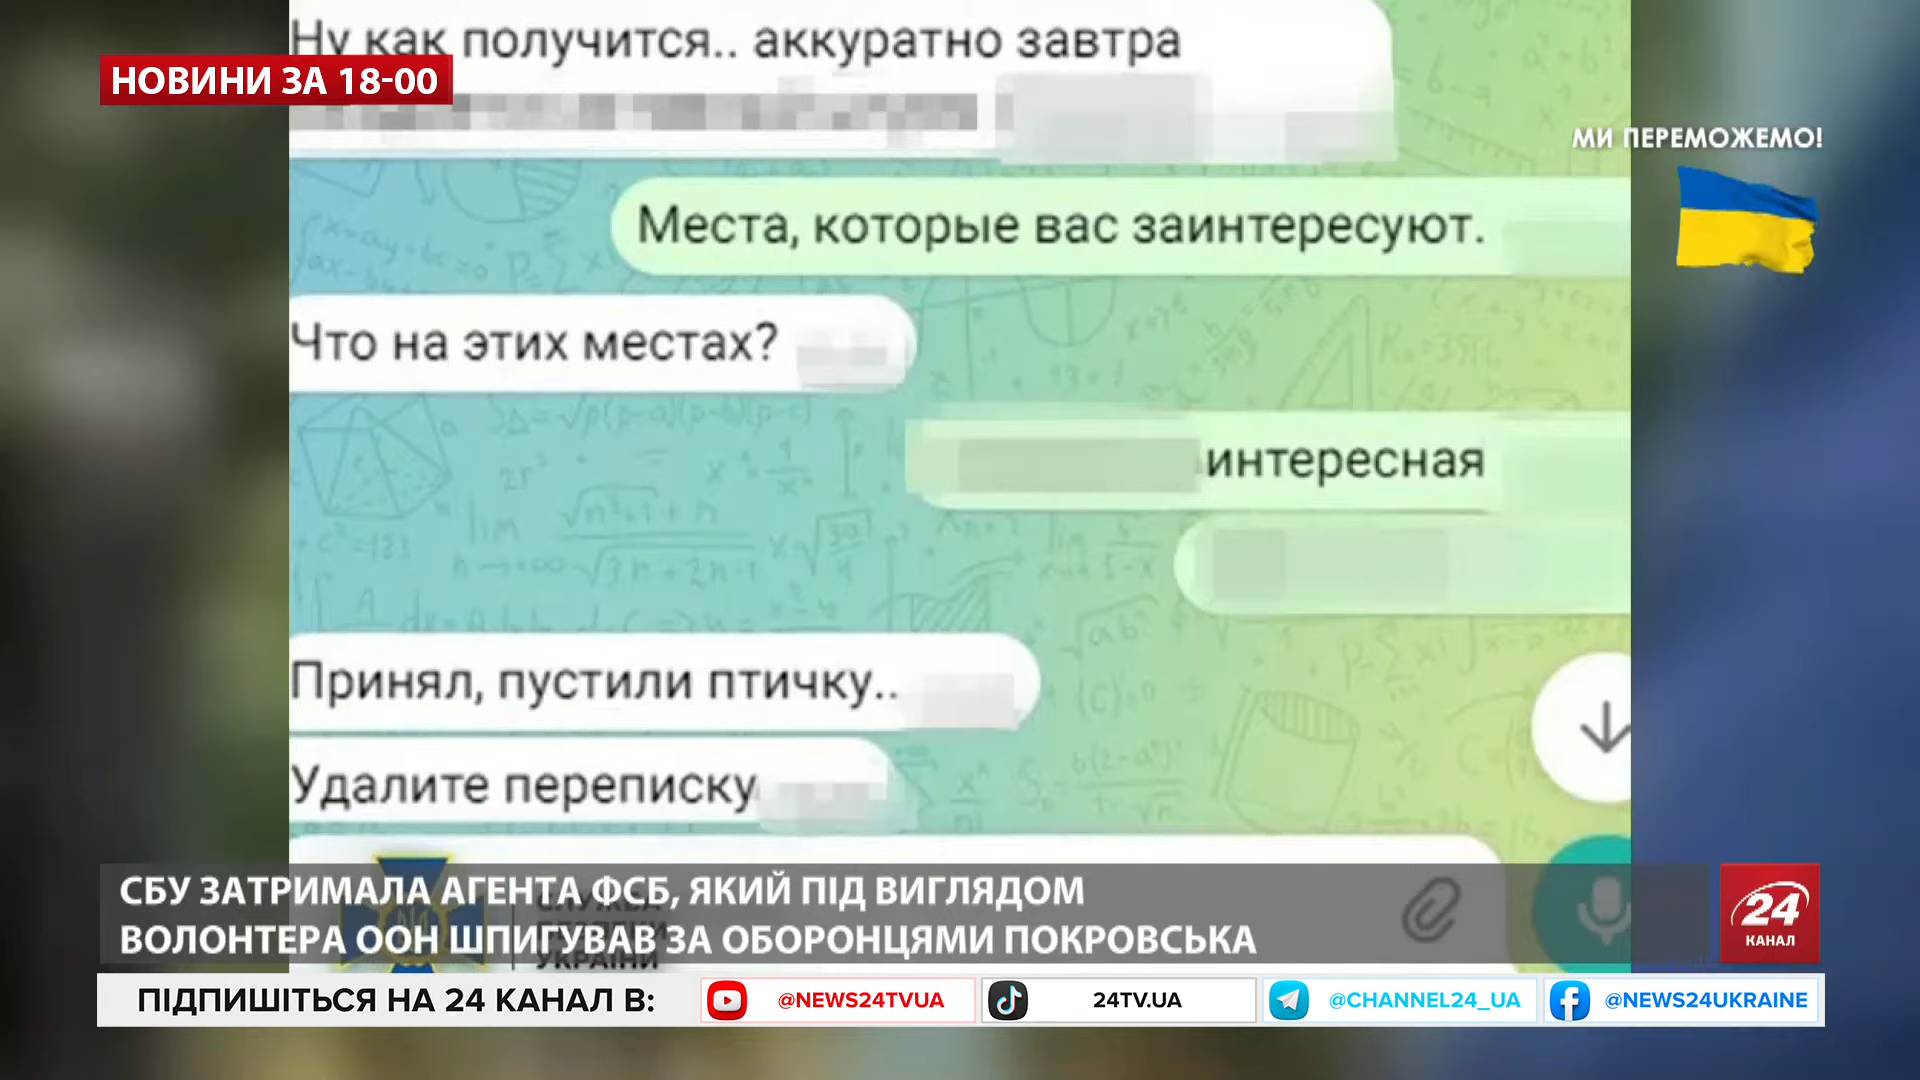 Ну как получится.. аккуратно завтра
НОВИНИ ЗА 18-00
МИ ПЕРЕМОЖЕМО!
Места, которые вас заинтересуют.
Что на этих местах?
интересная
Принял, пустили птичку..
Удалите переписку
СБУ ЗАТРИМАЛА АГЕНТА ФСБ, ЯКИЙ ПІД ВИГЛЯДОМ
ВОЛОНТЕРА ООН ШПИГУВАВ ЗА ОБОРОНЦЯМИ ПОКРОВСЬКА
УКРАЇНИ
24
КАНАЛ
ПІДПИШІТЬСЯ НА 24 КАНАЛ В:
@NEWS24TVUA
24TV.UA
@CHANNEL24_UA
@NEWS24UKRAINE